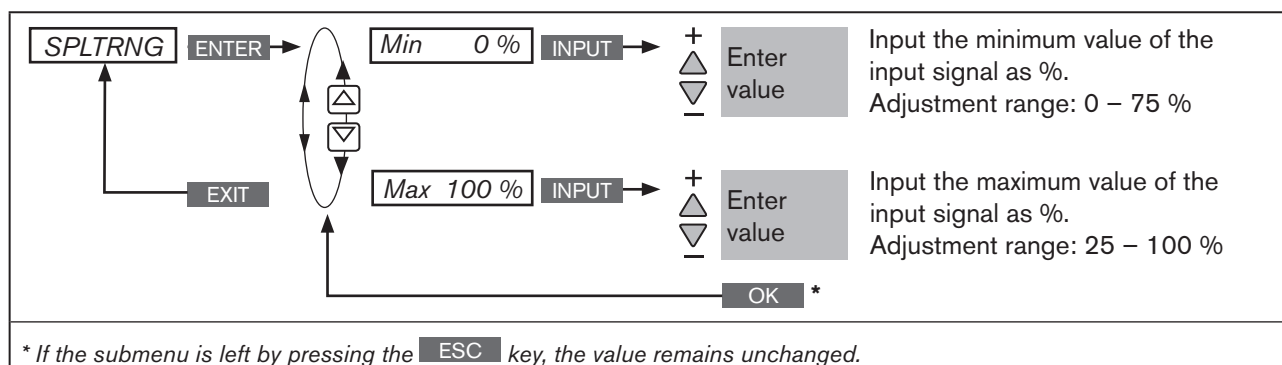 SPLTRNG ENTER Min 0 % INPUT + Enter value − Input the minimum value of the
input signal as %.
Adjustment range: 0 – 75 %
EXIT Max 100 % INPUT + Enter value − Input the maximum value of the
input signal as %.
Adjustment range: 25 – 100 %
OK *
* If the submenu is left by pressing the ESC key, the value remains unchanged.